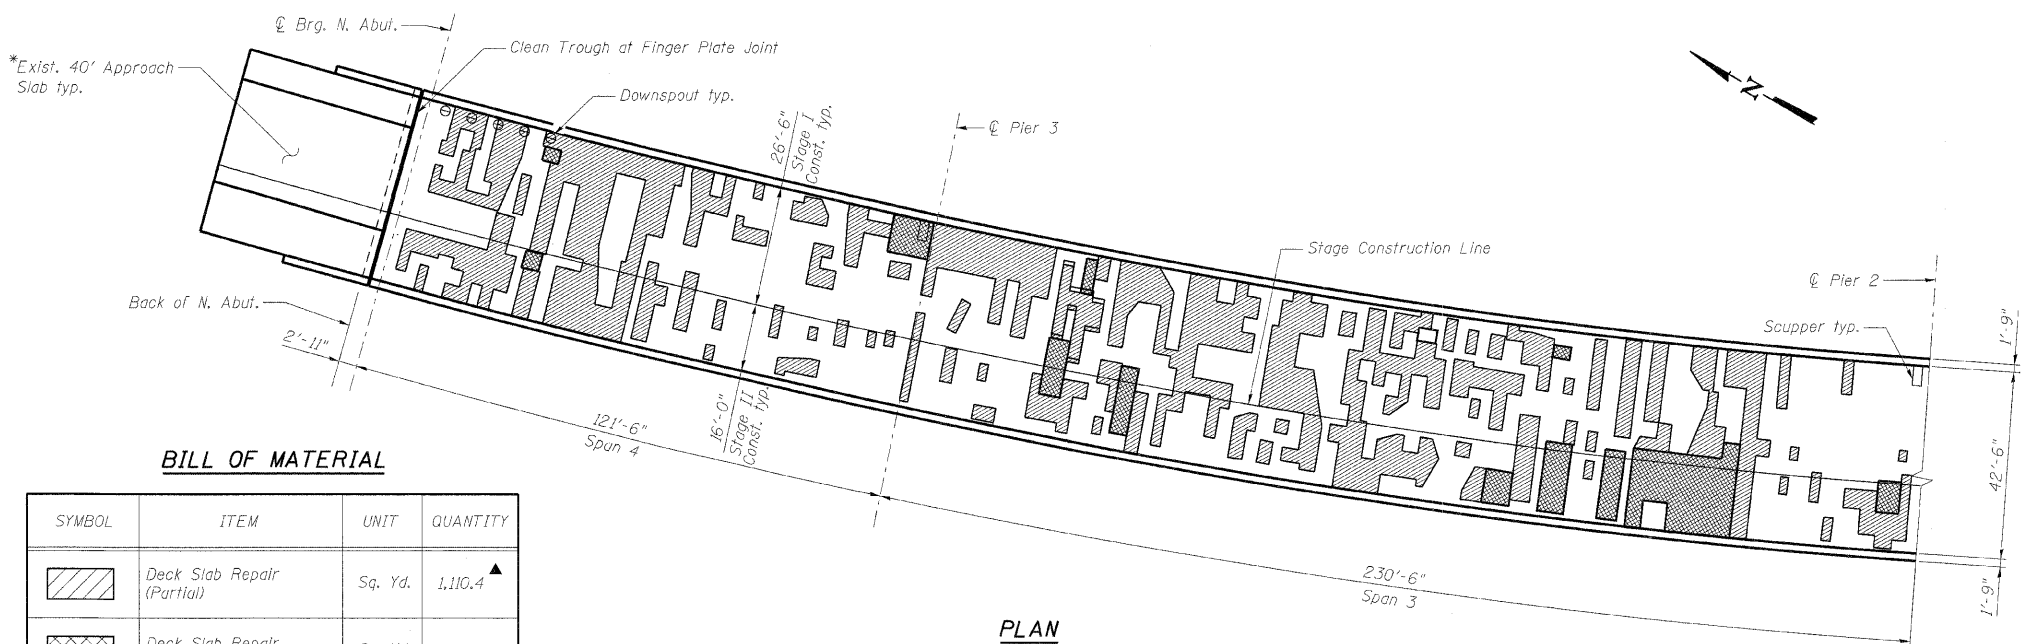 ℄ Brg. N. Abut.
Clean Trough at Finger Plate Joint
*Exist. 40' Approach
Slab typ.
Downspout typ.
26'-6"
Stage I
Const. typ.
℄ Pier 3
N
Stage Construction Line
℄ Pier 2
Scupper typ.
1'-9"
42'-6"
1'-9"
Back of N. Abut.
2'-11"
121'-6"
Span 4
16'-0"
Stage II
Const. typ.
230'-6"
Span 3
BILL OF MATERIAL
SYMBOL ITEM UNIT QUANTITY
Deck Slab Repair
(Partial)
Sq. Yd. 1,110.4▲
Deck Slab Repair
PLAN